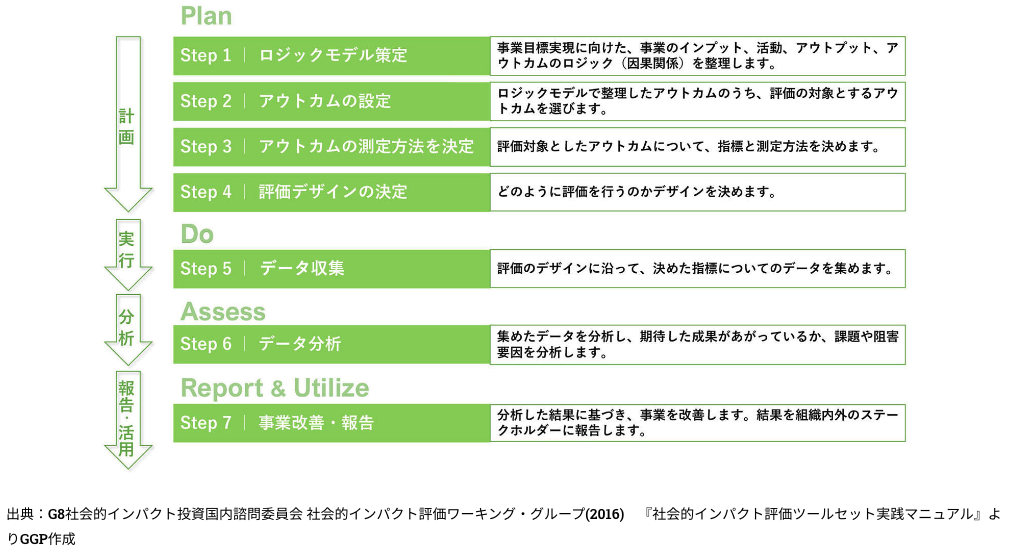 Plan
計画
Step 1 | ロジックモデル策定
事業目標実現に向けた、事業のインプット、活動、アウトプット、ア
ウトカムのロジック（因果関係）を整理します。
Step 2 | アウトカムの設定
ロジックモデルで整理したアウトカムのうち、評価の対象とするアウ
トカムを選びます。
Step 3 | アウトカムの測定方法を決定
評価対象としたアウトカムについて、指標と測定方法を決めます。
Step 4 | 評価デザインの決定
どのように評価を行うのかデザインを決めます。
Do
実行
Step 5 | データ収集
評価のデザインに沿って、決めた指標についてのデータを集めます。
Assess
分析
Step 6 | データ分析
集めたデータを分析し、期待した成果があがっているか、課題や阻害
要因を分析します。
Report & Utilize
報告・活用
Step 7 | 事業改善・報告
分析した結果に基づき、事業を改善します。結果を組織内外のステー
クホルダーに報告します。
出典：G8社会的インパクト投資国内諮問委員会 社会的インパクト評価ワーキング・グループ(2016)　『社会的インパクト評価ツールセット実践マニュアル』よ
りGGP作成